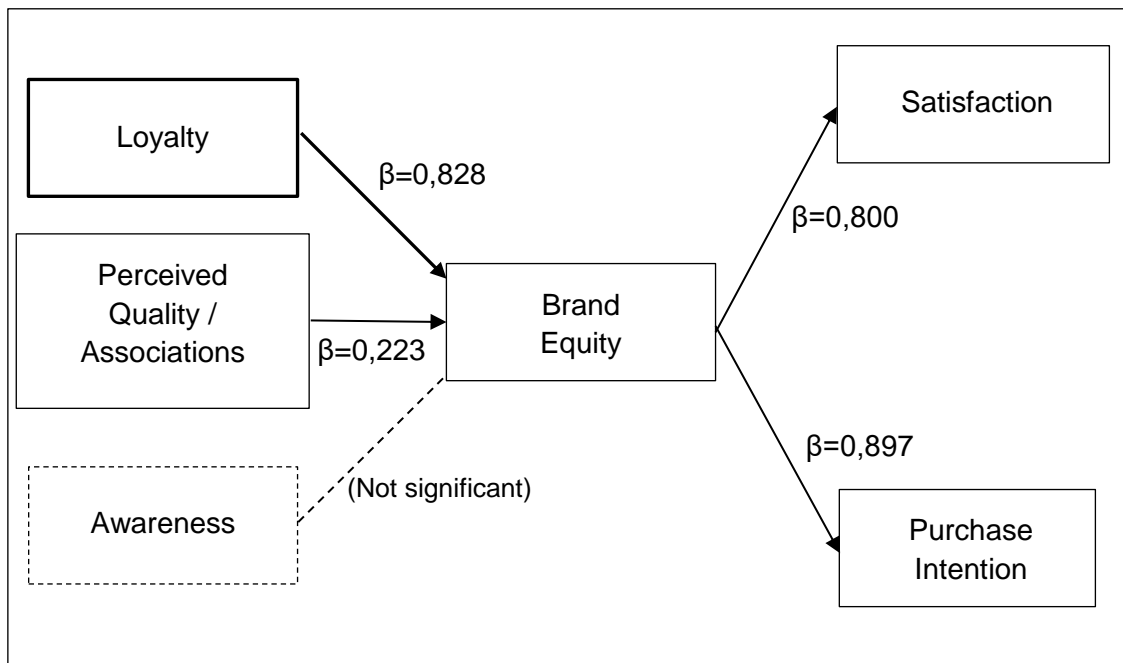 Loyalty
β=0,828
Perceived
Quality /
Associations
β=0,223
Awareness
(Not significant)
Brand
Equity
Satisfaction
β=0,800
β=0,897
Purchase
Intention